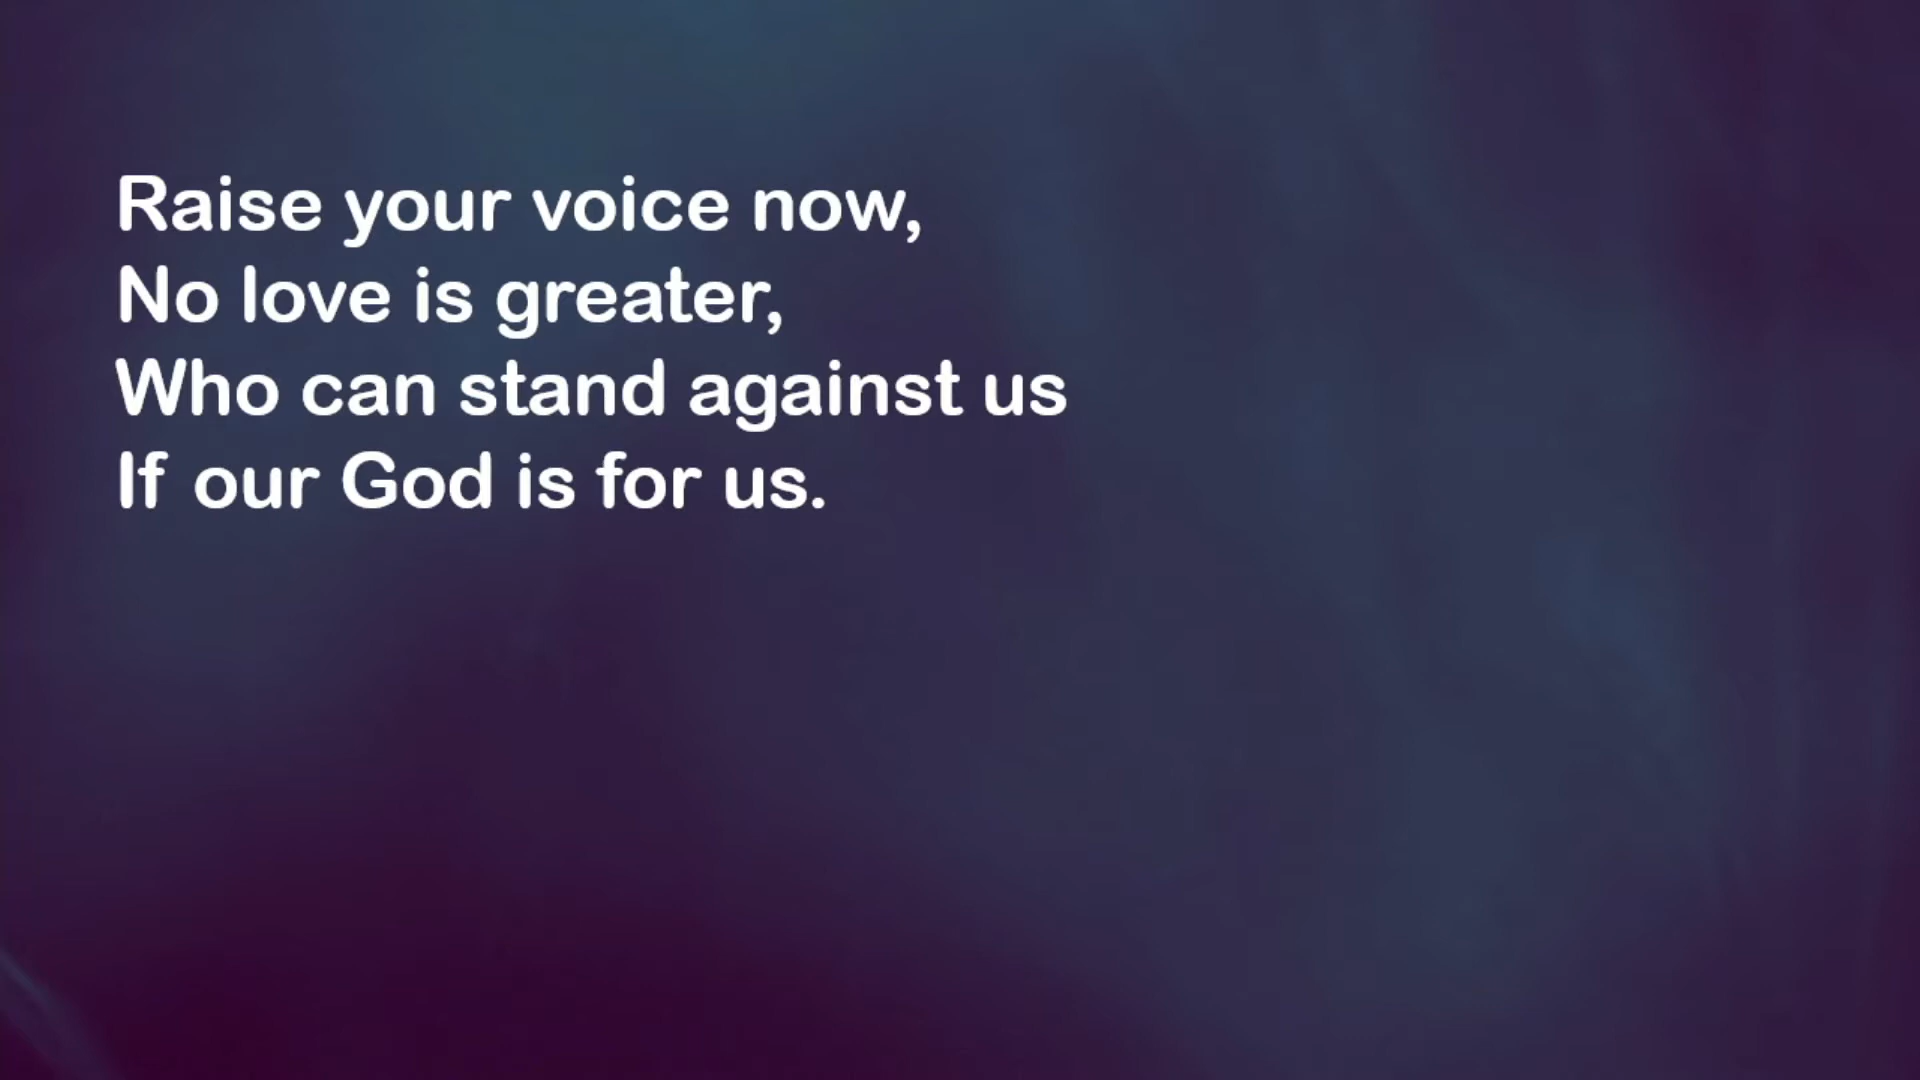 Raise your voice now,
No love is greater,
Who can stand against us
If our God is for us.